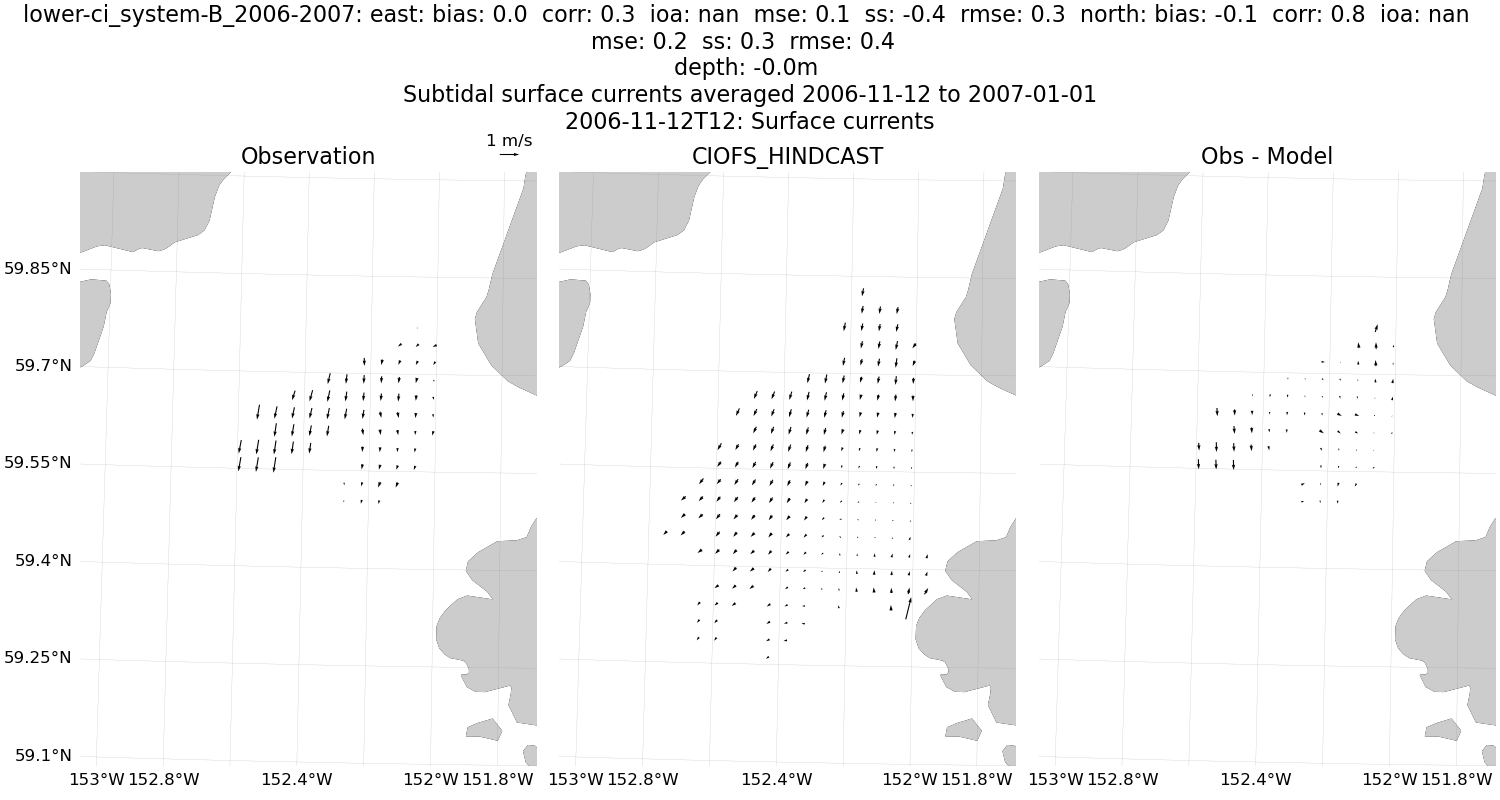 lower-ci_system-B_2006-2007: east: bias: 0.0  corr: 0.3  ioa: nan  mse: 0.1  ss: -0.4  rmse: 0.3  north: bias: -0.1  corr: 0.8  ioa: nan
mse: 0.2  ss: 0.3  rmse: 0.4
depth: -0.0m
Subtidal surface currents averaged 2006-11-12 to 2007-01-01
2006-11-12T12: Surface currents
1 m/s
Observation
CIOFS_HINDCAST
Obs - Model
59.85°N
59.7°N
59.55°N
59.4°N
59.25°N
59.1°N
153°W 152.8°W 152.4°W 152°W 151.8°W
153°W 152.8°W 152.4°W 152°W 151.8°W
153°W 152.8°W 152.4°W 152°W 151.8°W